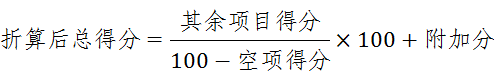 折算后总得分 = 其余项目得分 / (100 − 空项得分) × 100 + 附加分